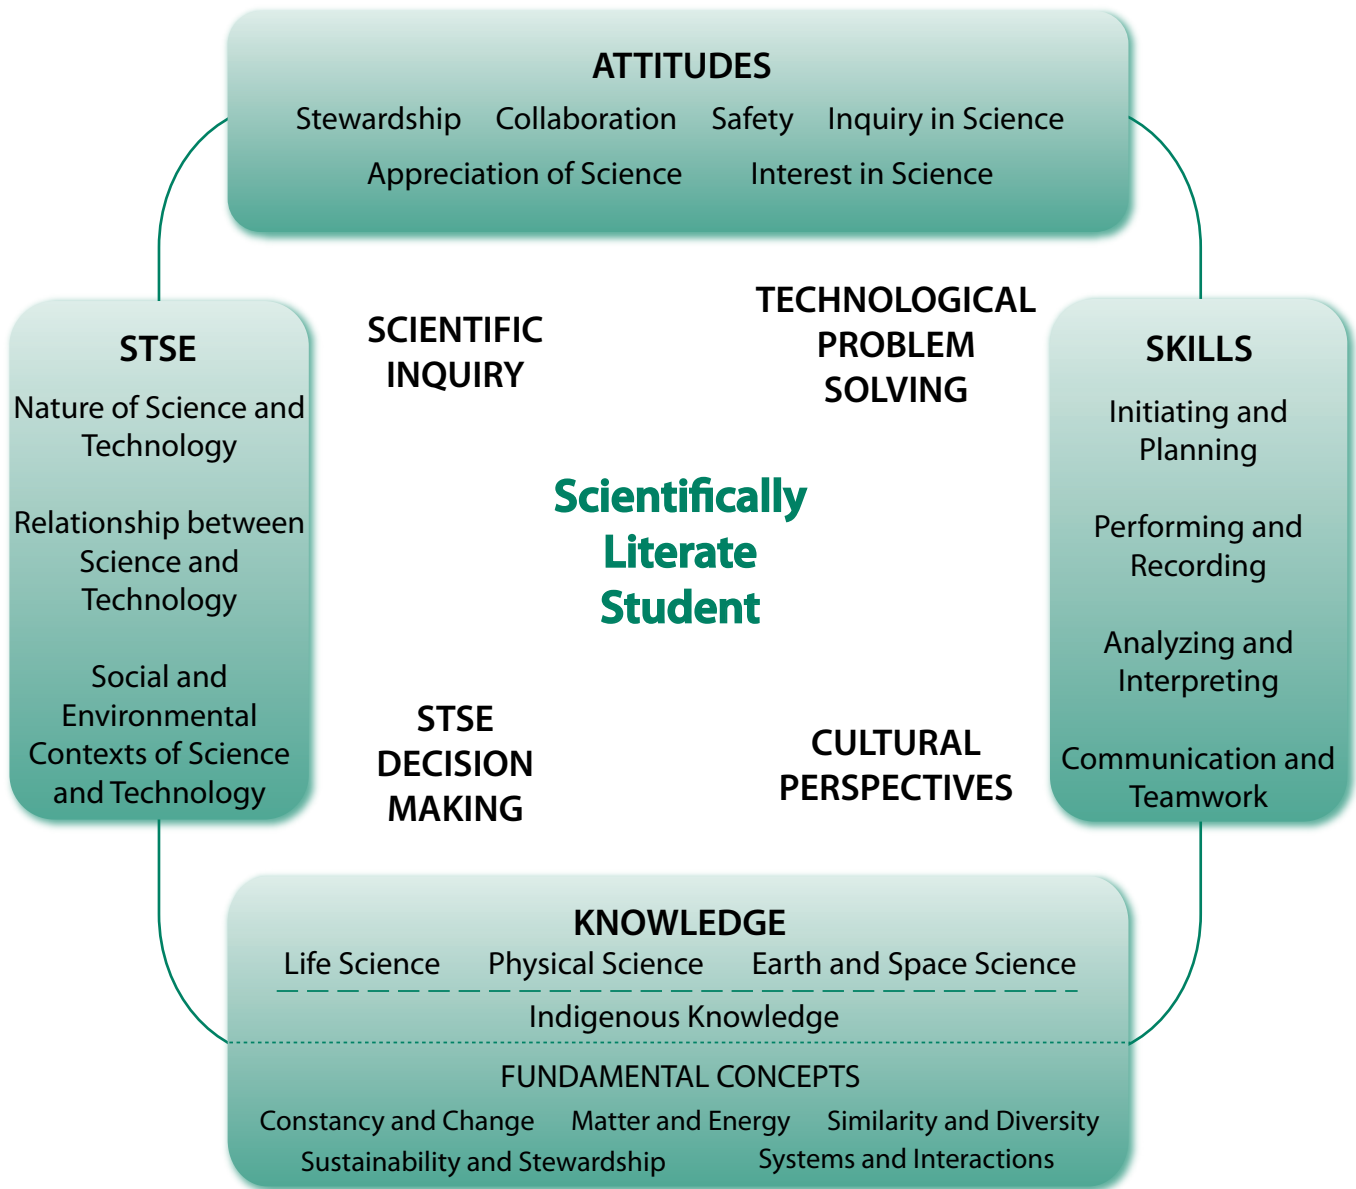 ATTITUDES
Stewardship Collaboration Safety Inquiry in Science
Appreciation of Science Interest in Science
STSE
Nature of Science and
Technology
Relationship between
Science and
Technology
Social and
Environmental
Contexts of Science
and Technology
SCIENTIFIC
INQUIRY
TECHNOLOGICAL
PROBLEM
SOLVING
Scientifically
Literate
Student
STSE
DECISION
MAKING
CULTURAL
PERSPECTIVES
SKILLS
Initiating and
Planning
Performing and
Recording
Analyzing and
Interpreting
Communication and
Teamwork
KNOWLEDGE
Life Science Physical Science Earth and Space Science
Indigenous Knowledge
FUNDAMENTAL CONCEPTS
Constancy and Change Matter and Energy Similarity and Diversity
Sustainability and Stewardship Systems and Interactions